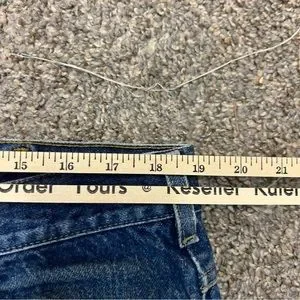 15 16 17 18 19 20 21
Order Yours @ Reseller Ruler